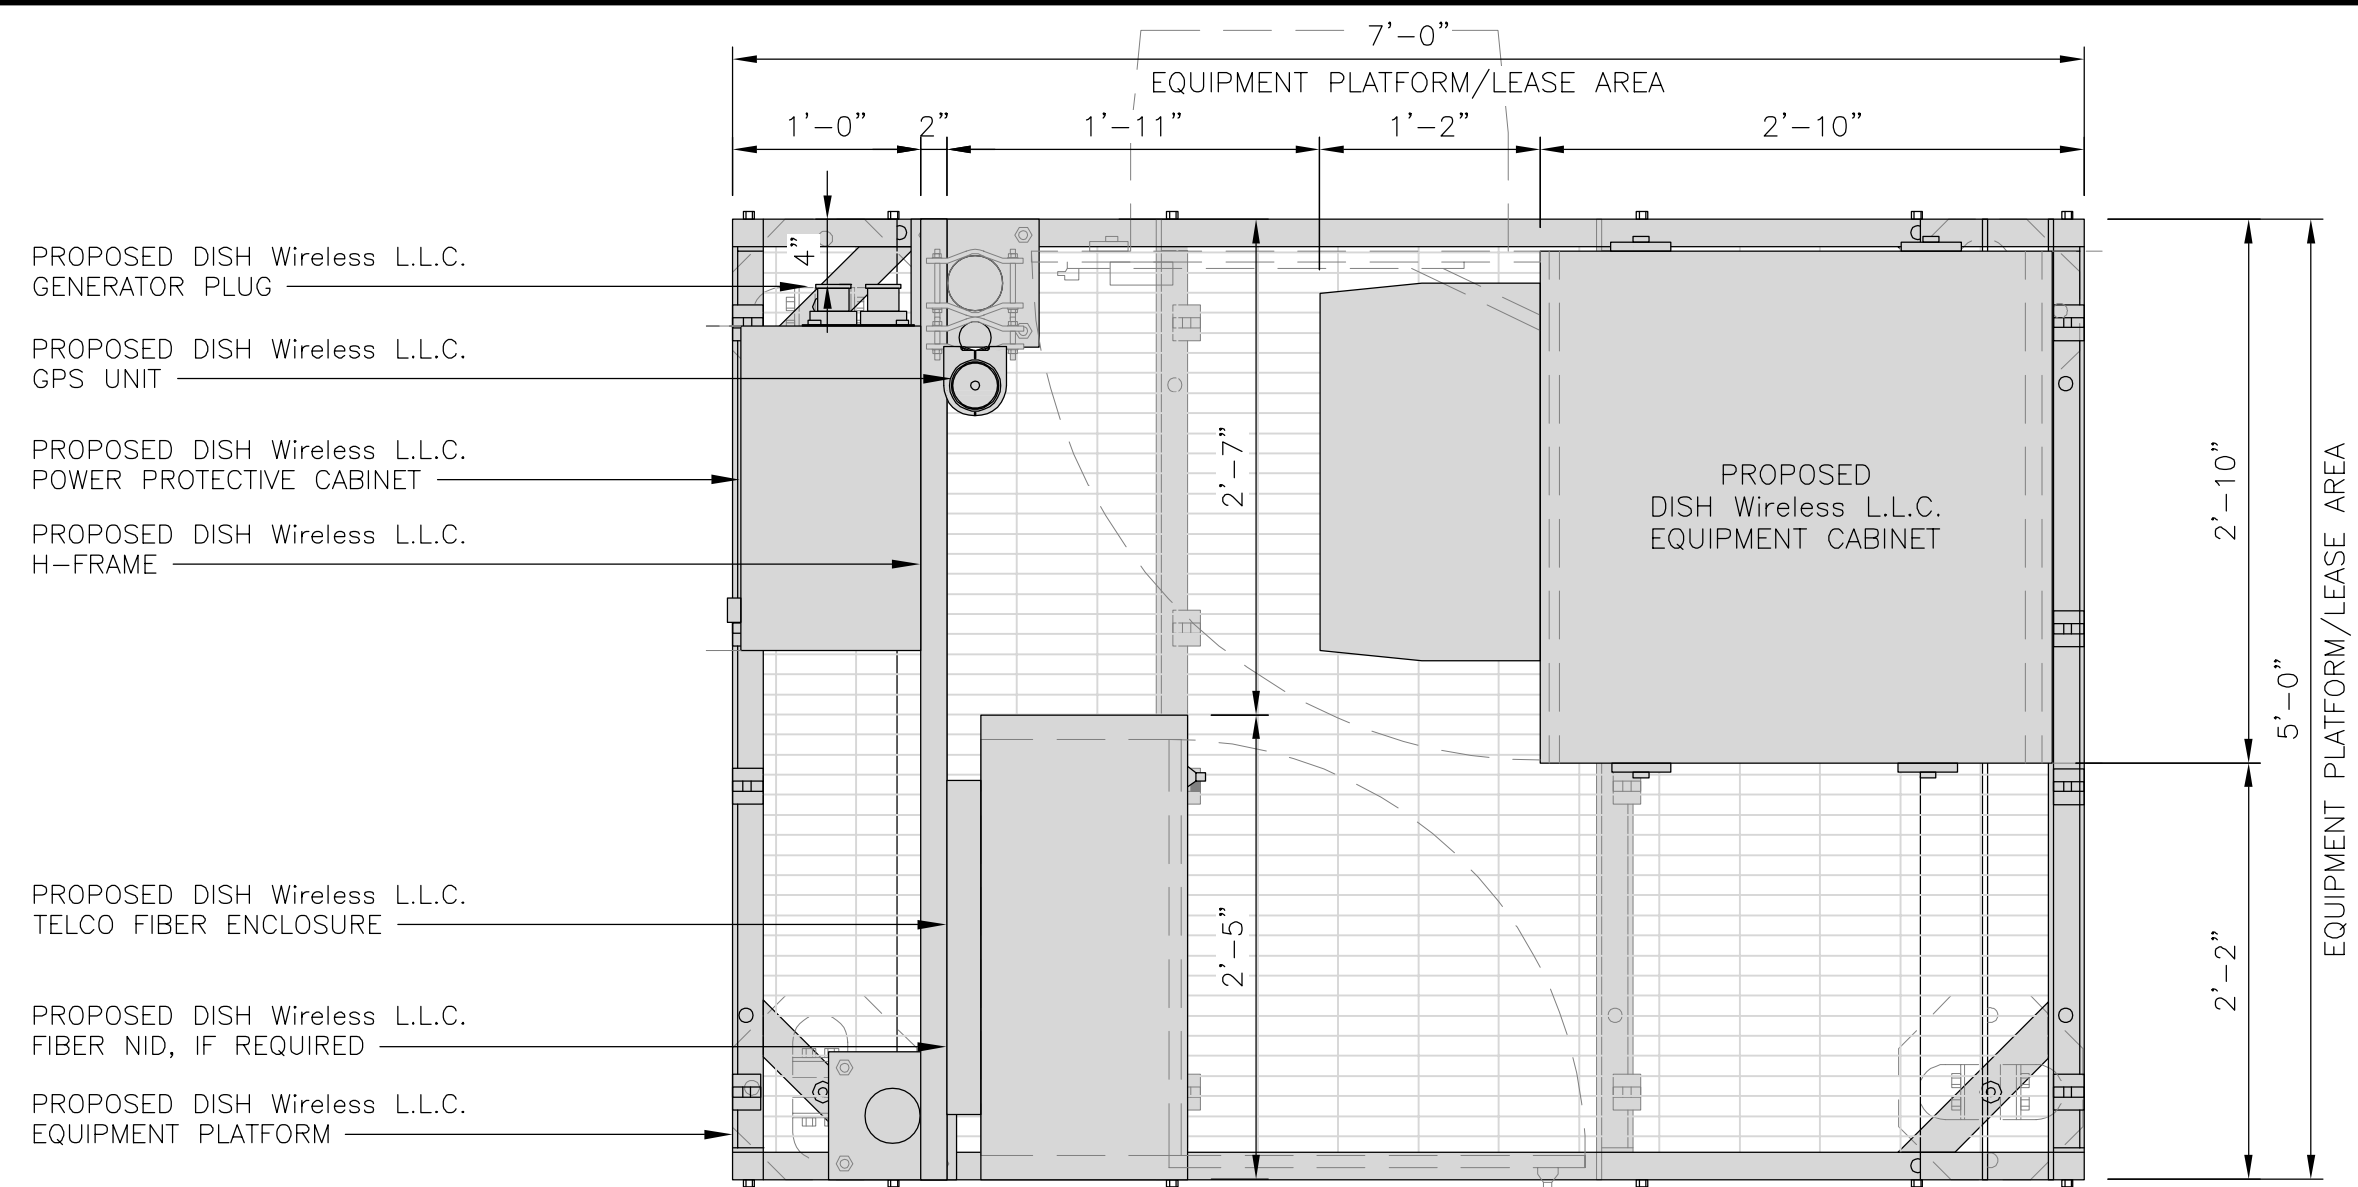 7'-0"
EQUIPMENT PLATFORM/LEASE AREA
1'-0" 2" 1'-11" 1'-2" 2'-10"
4"
PROPOSED DISH Wireless L.L.C.
GENERATOR PLUG
PROPOSED DISH Wireless L.L.C.
GPS UNIT
PROPOSED DISH Wireless L.L.C.
POWER PROTECTIVE CABINET
PROPOSED DISH Wireless L.L.C.
H-FRAME
PROPOSED DISH Wireless L.L.C.
TELCO FIBER ENCLOSURE
PROPOSED DISH Wireless L.L.C.
FIBER NID, IF REQUIRED
PROPOSED DISH Wireless L.L.C.
EQUIPMENT PLATFORM
2'-7"
2'-5"
PROPOSED
DISH Wireless L.L.C.
EQUIPMENT CABINET
2'-10"
2'-2"
5'-0"
EQUIPMENT PLATFORM/LEASE AREA